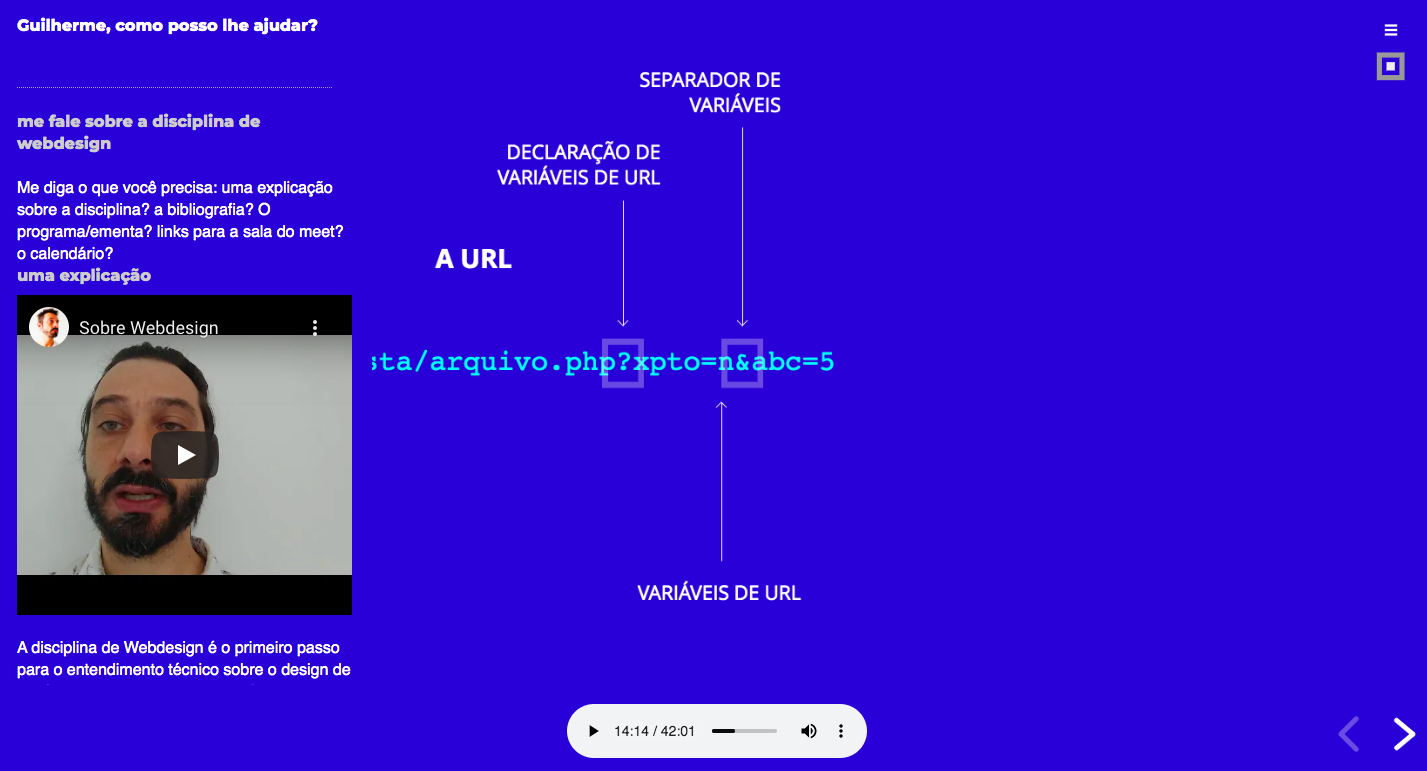 Guilherme, como posso lhe ajudar?
me fale sobre a disciplina de
webdesign
Me diga o que você precisa: uma explicação
sobre a disciplina? a bibliografia? O
programa/ementa? links para a sala do meet?
o calendário?
uma explicação
Sobre Webdesign
A disciplina de Webdesign é o primeiro passo
para o entendimento técnico sobre o design de
SEPARADOR DE
VARIÁVEIS
DECLARAÇÃO DE
VARIÁVEIS DE URL
A URL
sta/arquivo.php?xpto=n&abc=5
VARIÁVEIS DE URL
14:14 / 42:01